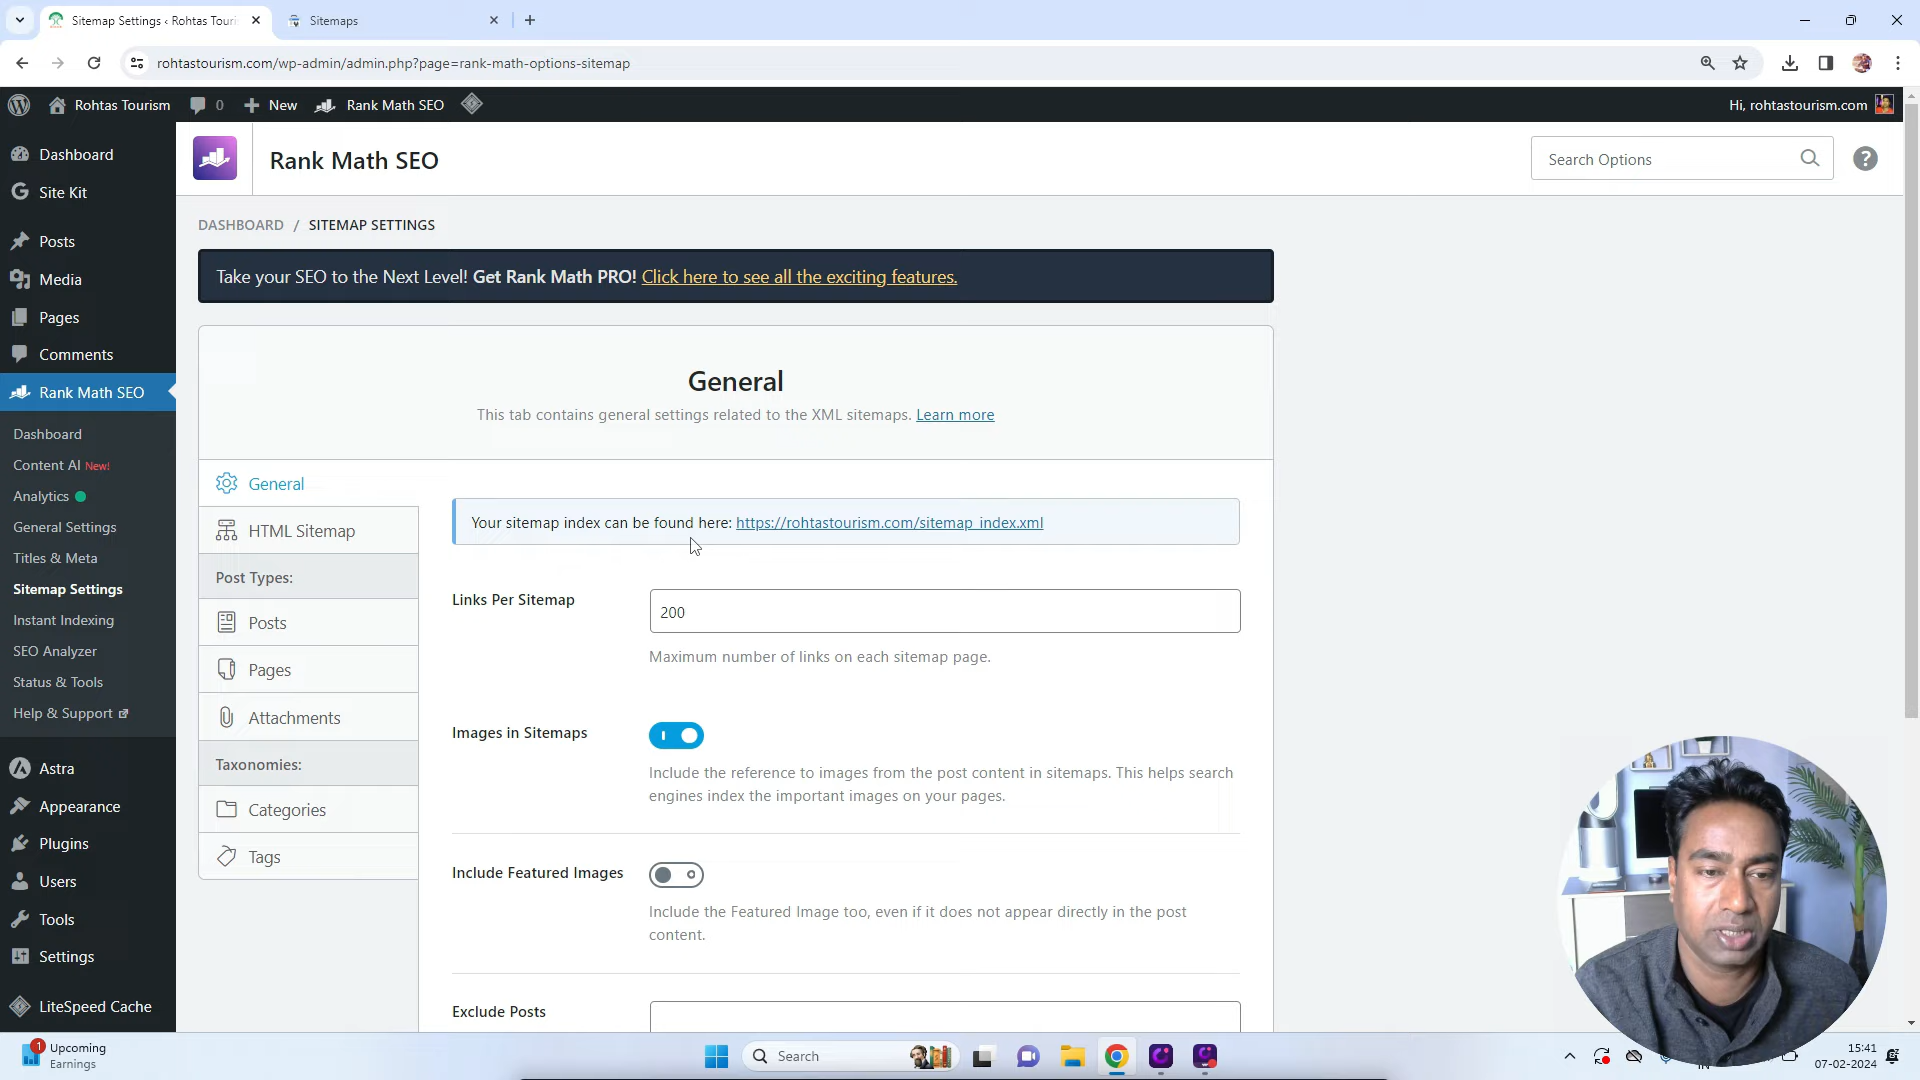 Sitemap Settings ‹ Rohtas Touri
Sitemaps
rohtastourism.com/wp-admin/admin.php?page=rank-math-options-sitemap
Rohtas Tourism
0
New
Rank Math SEO
Hi, rohtastourism.com
Dashboard
Site Kit
Posts
Media
Pages
Comments
Rank Math SEO
Dashboard
Content AI New!
Analytics
General Settings
Titles & Meta
Sitemap Settings
Instant Indexing
SEO Analyzer
Status & Tools
Help & Support
Astra
Appearance
Plugins
Users
Tools
Settings
LiteSpeed Cache
Rank Math SEO
Search Options
?
DASHBOARD / SITEMAP SETTINGS
Take your SEO to the Next Level! Get Rank Math PRO! Click here to see all the exciting features.
General
This tab contains general settings related to the XML sitemaps. Learn more
General
HTML Sitemap
Post Types:
Posts
Pages
Attachments
Taxonomies:
Categories
Tags
Your sitemap index can be found here: https://rohtastourism.com/sitemap_index.xml
Links Per Sitemap
200
Maximum number of links on each sitemap page.
Images in Sitemaps
Include the reference to images from the post content in sitemaps. This helps search
engines index the important images on your pages.
Include Featured Images
Include the Featured Image too, even if it does not appear directly in the post
content.
Exclude Posts
1
Upcoming
Earnings
Search
IN
15:41
07-02-2024